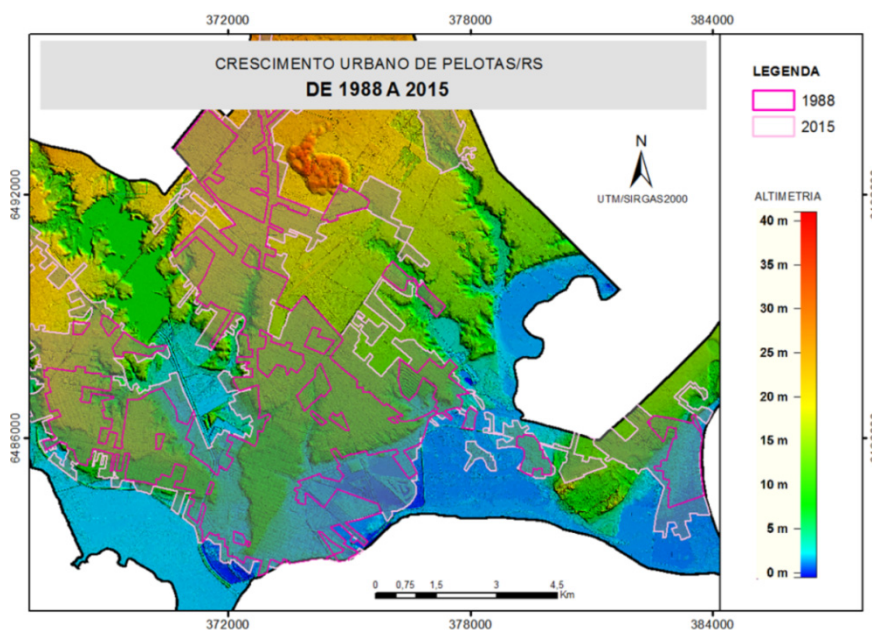 372000
378000
384000
CRESCIMENTO URBANO DE PELOTAS/RS
DE 1988 A 2015
LEGENDA
1988
2015
N
UTM/SIRGAS2000
ALTIMETRIA
40 m
35 m
30 m
25 m
20 m
15 m
10 m
5 m
0 m
6492000
6486000
0 0,75 1,5 3 4,5
Km
372000
378000
384000